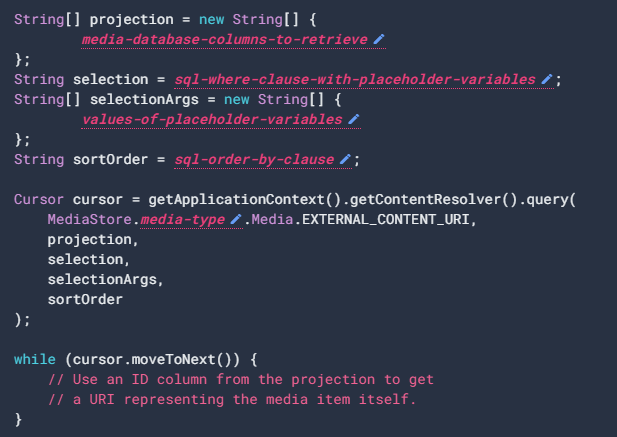 String[] projection = new String[] {
        media-database-columns-to-retrieve
};
String selection = sql-where-clause-with-placeholder-variables;
String[] selectionArgs = new String[] {
        values-of-placeholder-variables
};
String sortOrder = sql-order-by-clause;

Cursor cursor = getApplicationContext().getContentResolver().query(
    MediaStore.media-type.Media.EXTERNAL_CONTENT_URI,
    projection,
    selection,
    selectionArgs,
    sortOrder
);

while (cursor.moveToNext()) {
    // Use an ID column from the projection to get
    // a URI representing the media item itself.
}